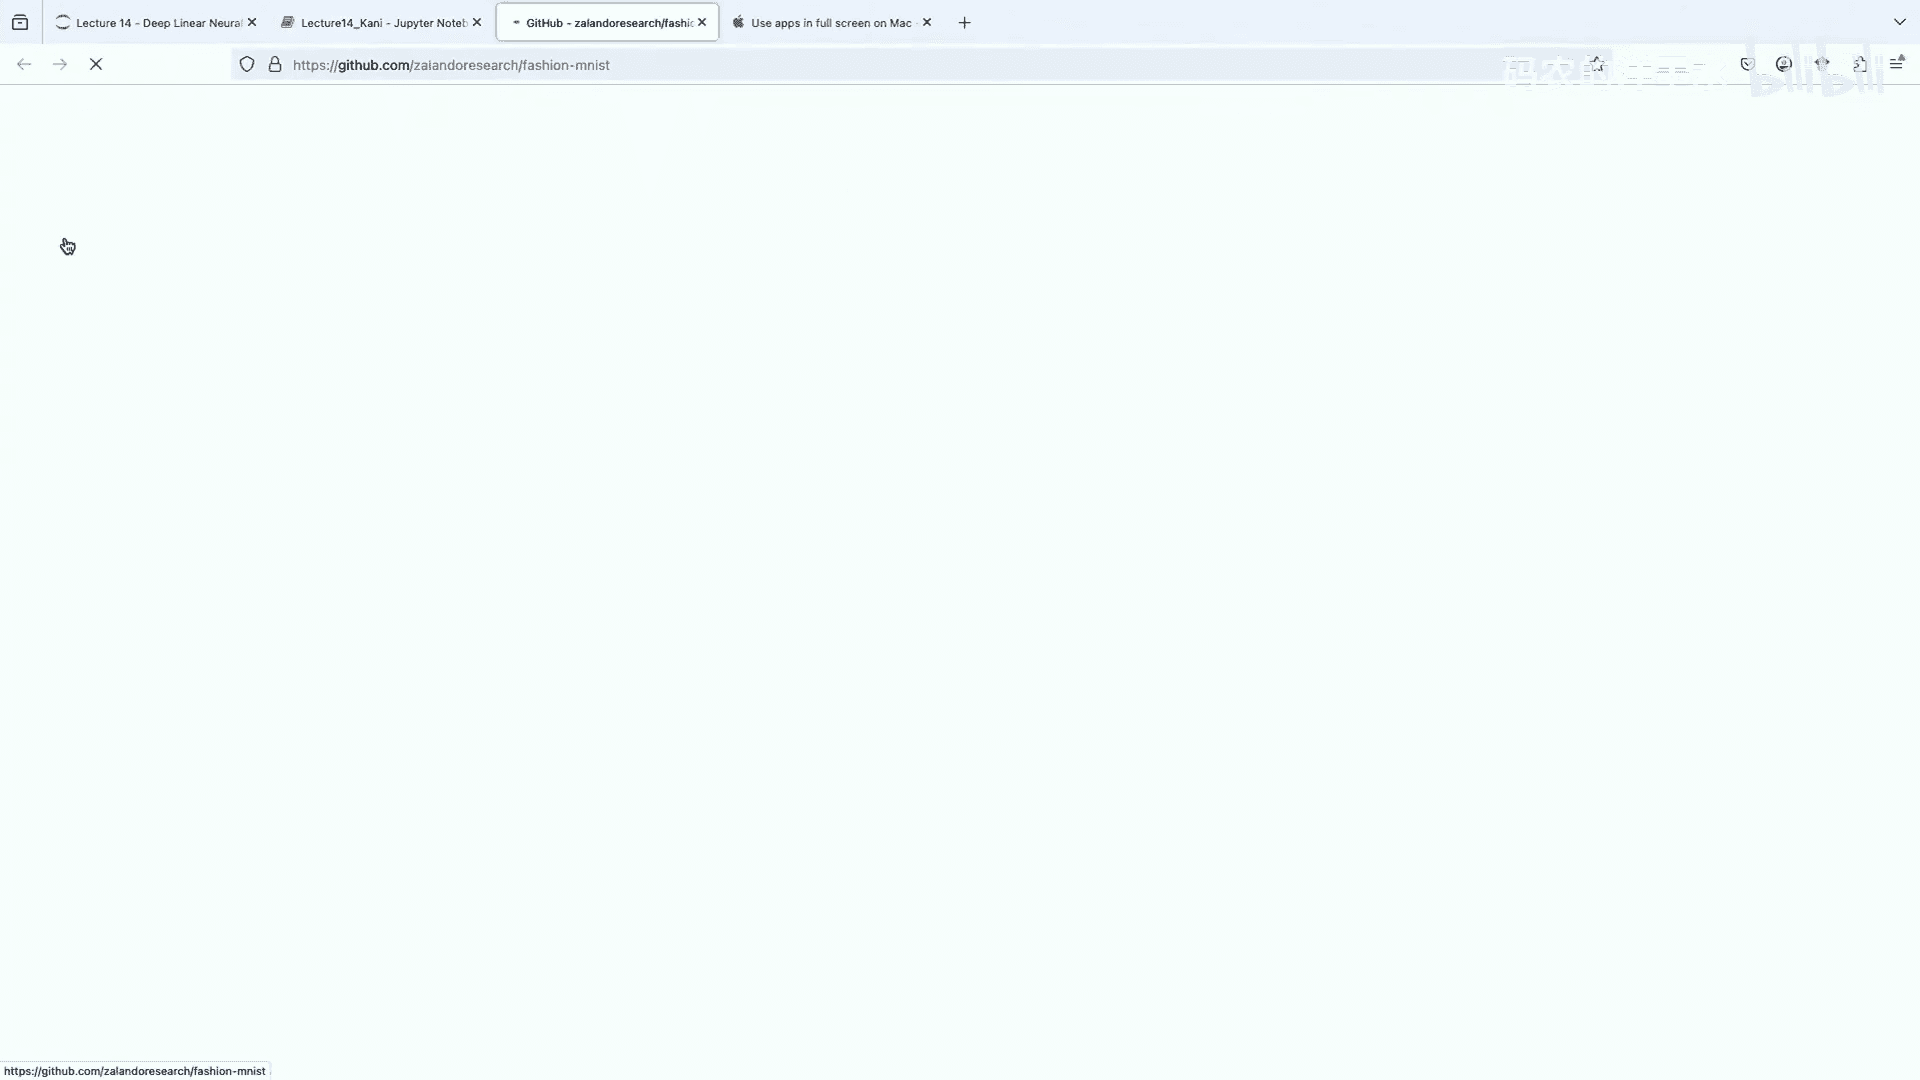 Lecture 14 - Deep Linear Neural
Lecture14_Kani - Jupyter Noteb
GitHub - zalandoresearch/fashio
Use apps in full screen on Mac -
https://github.com/zalandoresearch/fashion-mnist
bilibili
https://github.com/zalandoresearch/fashion-mnist